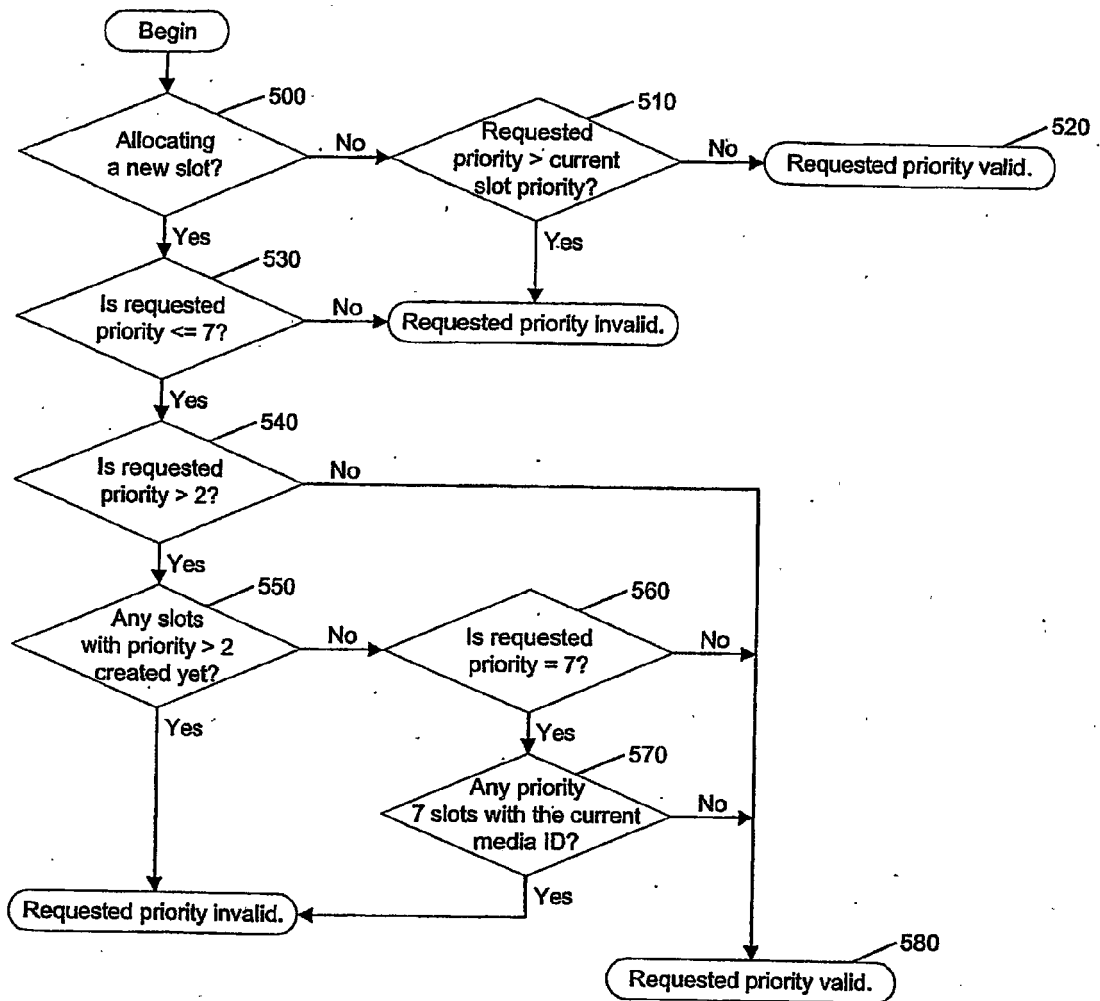 Begin
500
Allocating
a new slot?
No
510
Requested
priority > current
slot priority?
No
520
Requested priority valid.
Yes
Yes
530
Is requested
priority <= 7?
No
Requested priority invalid.
Yes
540
Is requested
priority > 2?
No
Yes
550
Any slots
with priority > 2
created yet?
No
560
Is requested
priority = 7?
No
Yes
Yes
570
Any priority
7 slots with the current
media ID?
No
Yes
Requested priority invalid.
580
Requested priority valid.